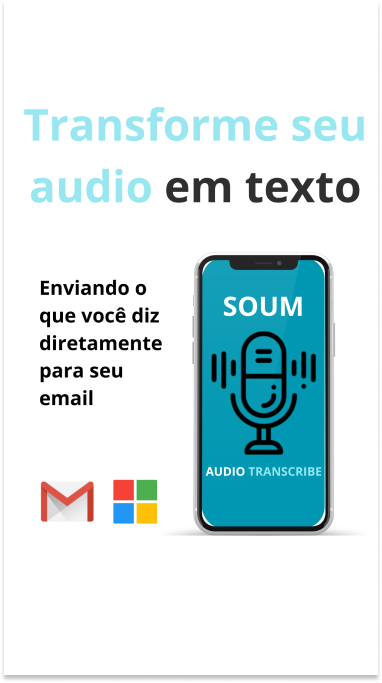 Transforme seu
audio em texto
Enviando o
que você diz
diretamente
para seu
email
SOUM
AUDIO TRANSCRIBE